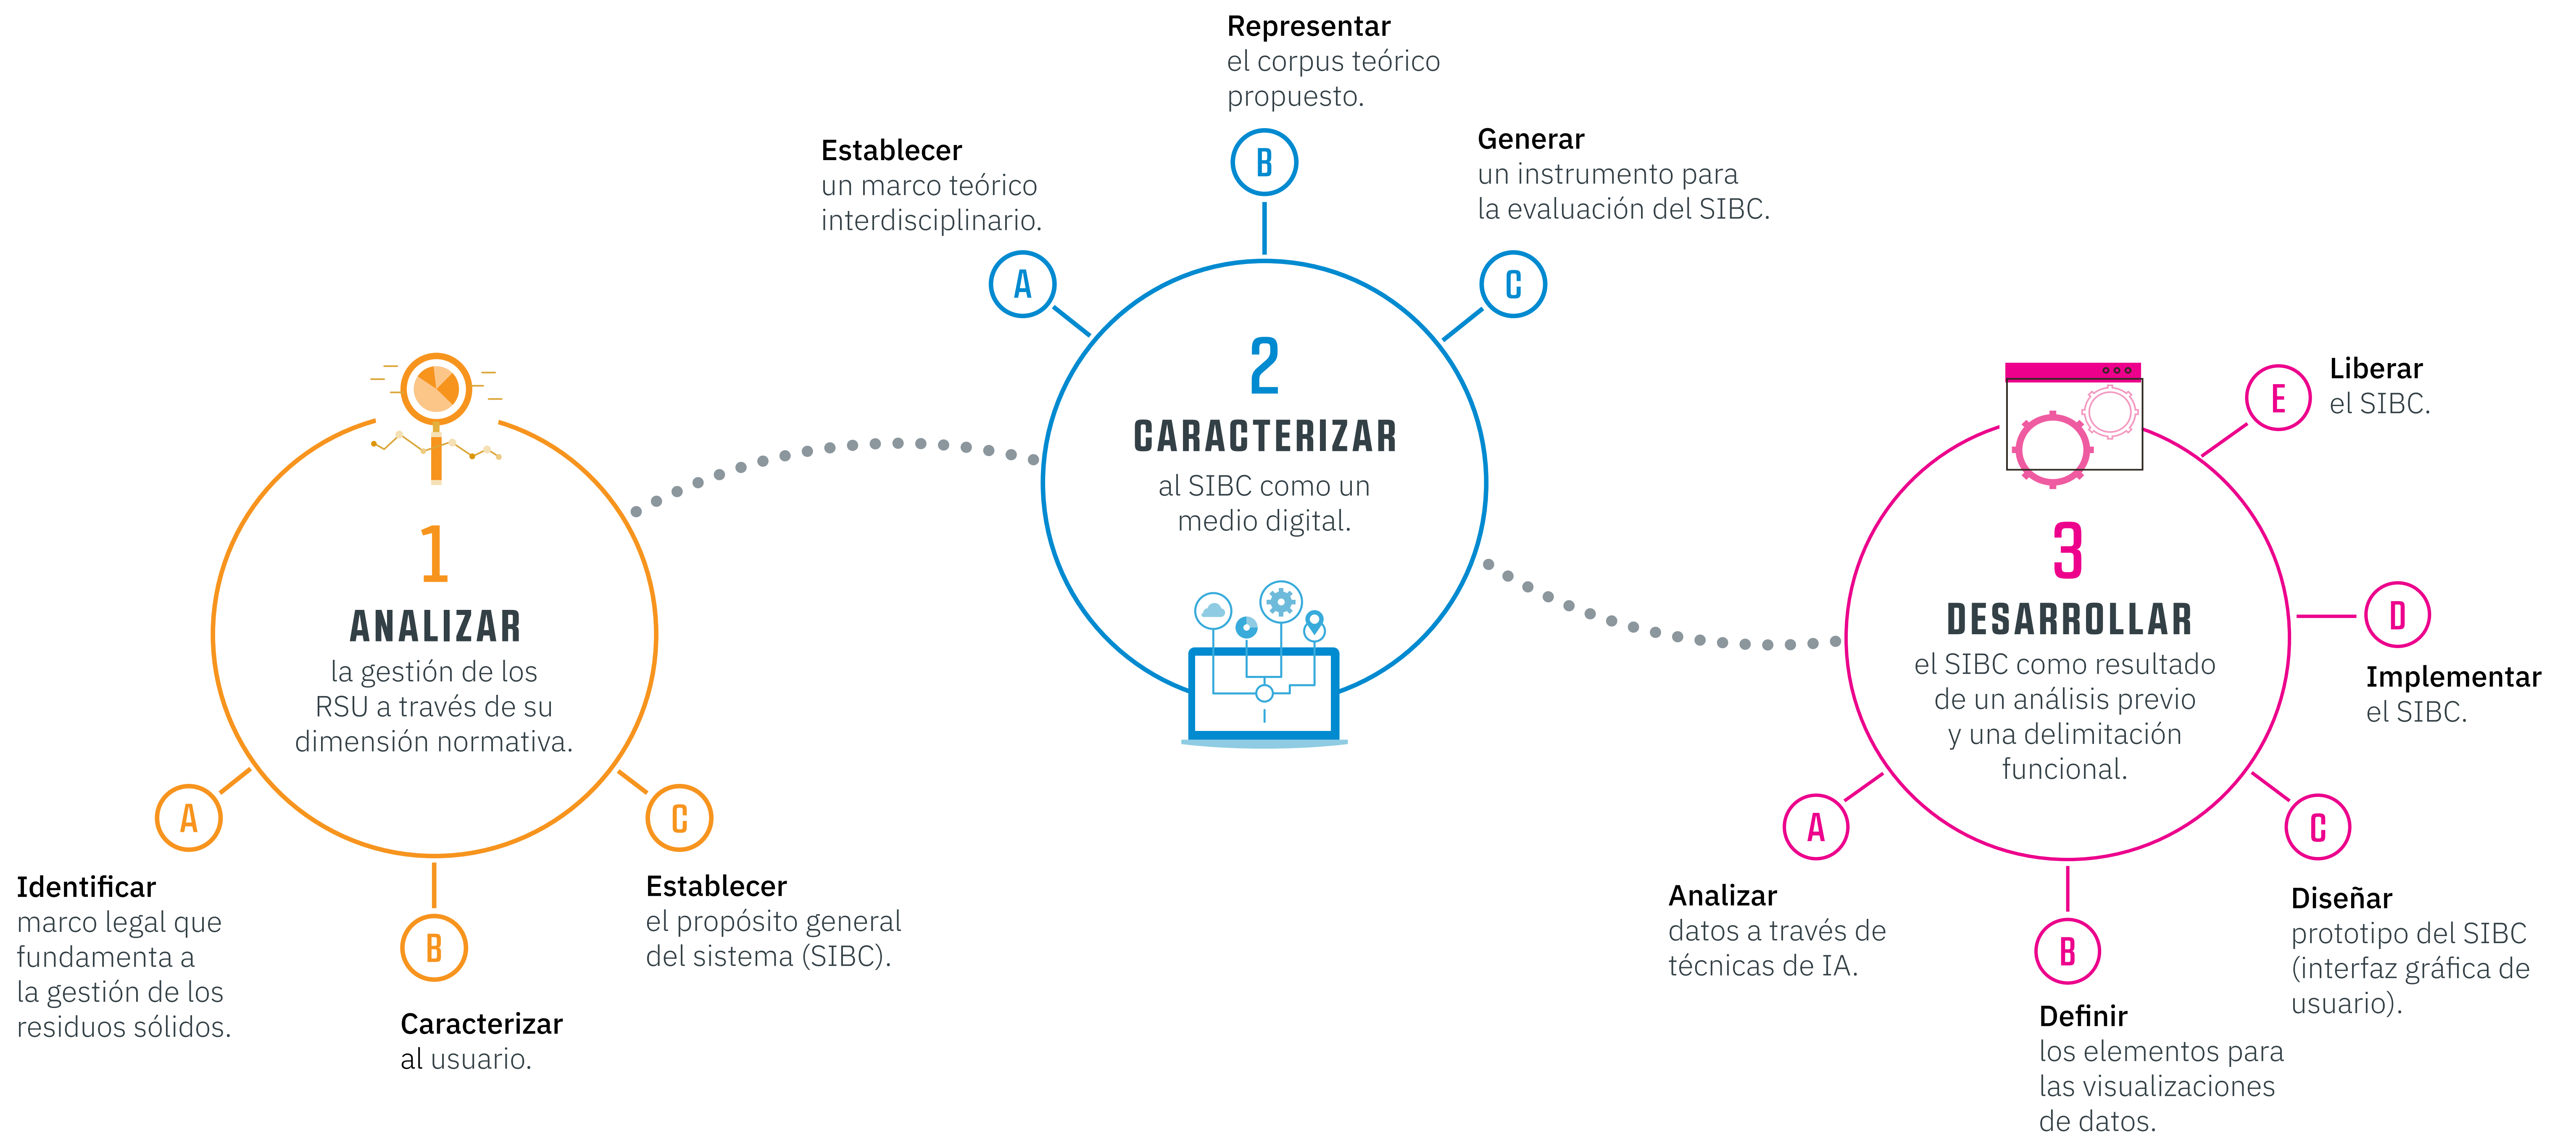 1
ANALIZAR
la gestión de los
RSU a través de su
dimensión normativa.
A
Identificar
marco legal que
fundamenta a
la gestión de los
residuos sólidos.
B
Caracterizar
al usuario.
C
Establecer
el propósito general
del sistema (SIBC).
2
CARACTERIZAR
al SIBC como un
medio digital.
A
Establecer
un marco teórico
interdisciplinario.
B
Representar
el corpus teórico
propuesto.
C
Generar
un instrumento para
la evaluación del SIBC.
3
DESARROLLAR
el SIBC como resultado
de un análisis previo
y una delimitación
funcional.
A
Analizar
datos a través de
técnicas de IA.
B
Definir
los elementos para
las visualizaciones
de datos.
C
Diseñar
prototipo del SIBC
(interfaz gráfica de
usuario).
D
Implementar
el SIBC.
E
Liberar
el SIBC.